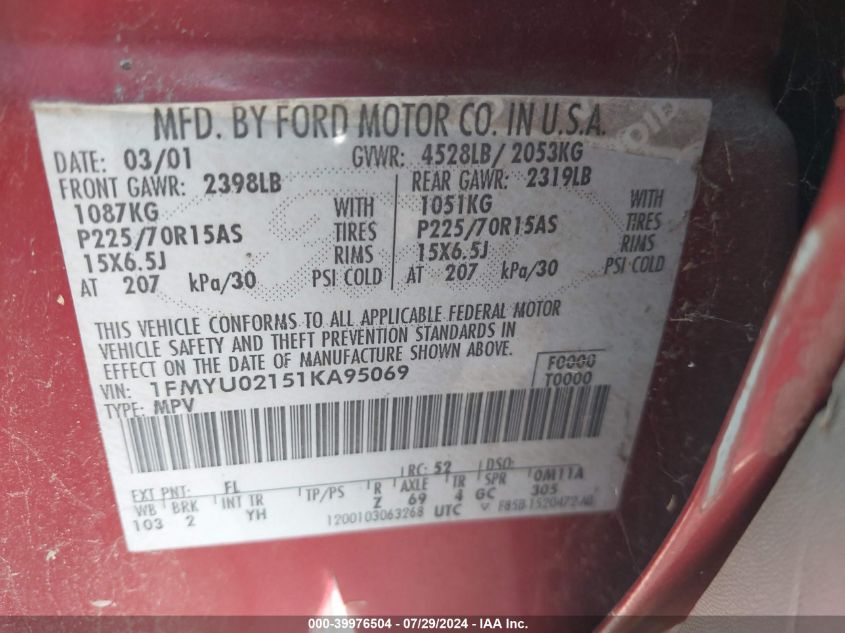 MFD. BY FORD MOTOR CO. IN U.S.A.
DATE: 03/01 GVWR: 4528LB/ 2053KG
FRONT GAWR: 2398LB REAR GAWR: 2319LB
1087KG WITH 1051KG WITH
P225/70R15AS TIRES P225/70R15AS TIRES
15X6.5J RIMS 15X6.5J RIMS
AT 207 kPa/30 PSI COLD AT 207 kPa/30 PSI COLD
THIS VEHICLE CONFORMS TO ALL APPLICABLE FEDERAL MOTOR
VEHICLE SAFETY AND THEFT PREVENTION STANDARDS IN
EFFECT ON THE DATE OF MANUFACTURE SHOWN ABOVE.
VIN: 1FMYU02151KA95069 F0000
TYPE: MPV T0000
RC: 52 DSO:
EXT PNT: FL 0M11A
WB BRK INT TR TP/PS R AXLE TR SPR
103 2 YH Z 69 4 GC 305
1200103063268 UTC F85B-1520472-AB
000-39976504 - 07/29/2024 - IAA Inc.